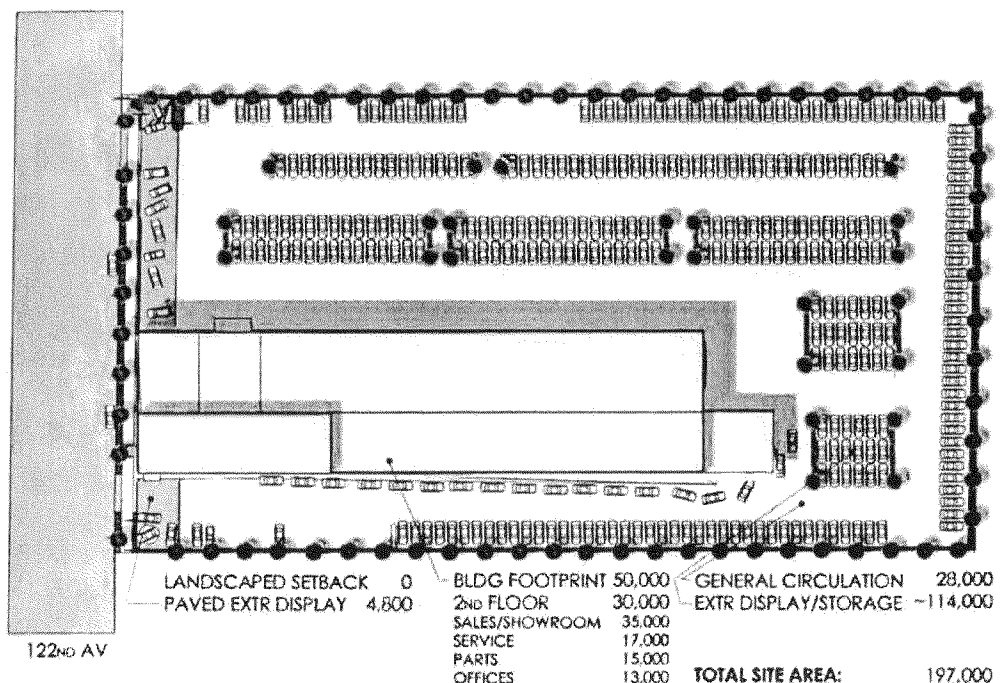 LANDSCAPED SETBACK 0
PAVED EXTR DISPLAY 4,800
BLDG FOOTPRINT 50,000
2ND FLOOR 30,000
SALES/SHOWROOM 35,000
SERVICE 17,000
PARTS 15,000
OFFICES 13,000
GENERAL CIRCULATION 28,000
EXTR DISPLAY/STORAGE ~114,000
TOTAL SITE AREA: 197,000
122ND AV